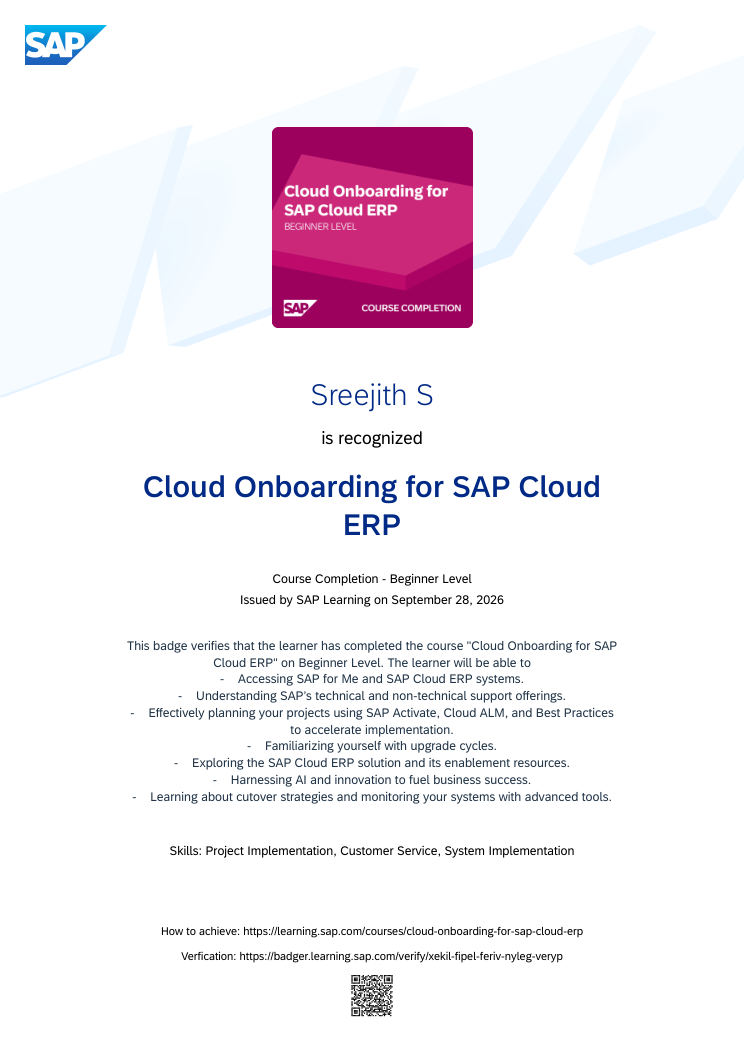 SAP
Cloud Onboarding for
SAP Cloud ERP
BEGINNER LEVEL
SAP
COURSE COMPLETION
Sreejith S
is recognized
Cloud Onboarding for SAP Cloud
ERP
Course Completion - Beginner Level
Issued by SAP Learning on September 28, 2026
This badge verifies that the learner has completed the course "Cloud Onboarding for SAP
Cloud ERP" on Beginner Level. The learner will be able to
- Accessing SAP for Me and SAP Cloud ERP systems.
- Understanding SAP's technical and non-technical support offerings.
- Effectively planning your projects using SAP Activate, Cloud ALM, and Best Practices
to accelerate implementation.
- Familiarizing yourself with upgrade cycles.
- Exploring the SAP Cloud ERP solution and its enablement resources.
- Harnessing AI and innovation to fuel business success.
- Learning about cutover strategies and monitoring your systems with advanced tools.
Skills: Project Implementation, Customer Service, System Implementation
How to achieve: https://learning.sap.com/courses/cloud-onboarding-for-sap-cloud-erp
Verfication: https://badger.learning.sap.com/verify/xekil-fipel-feriv-nyleg-veryp